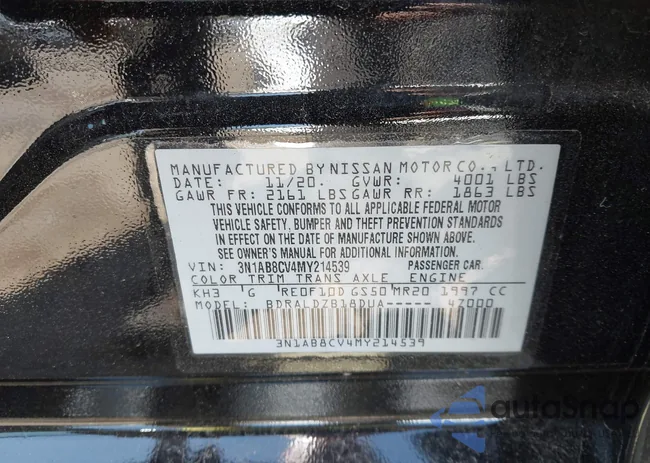 MANUFACTURED BY NISSAN MOTOR CO., LTD.
DATE: 11/20. GVWR: 4001 LBS
GAWR FR: 2161 LBS GAWR RR: 1863 LBS
THIS VEHICLE CONFORMS TO ALL APPLICABLE FEDERAL MOTOR
VEHICLE SAFETY, BUMPER AND THEFT PREVENTION STANDARDS
IN EFFECT ON THE DATE OF MANUFACTURE SHOWN ABOVE.
SEE OWNER'S MANUAL FOR ADDITIONAL INFORMATION.
VIN: 3N1AB8CV4MY214539 PASSENGER CAR.
COLOR TRIM TRANS AXLE ENGINE
KH3 G RE0F10D GS50 MR20 1997 CC
MODEL: BDRALDZB18DUA----- 4Z000
3N1AB8CV4MY214539
autoSnap